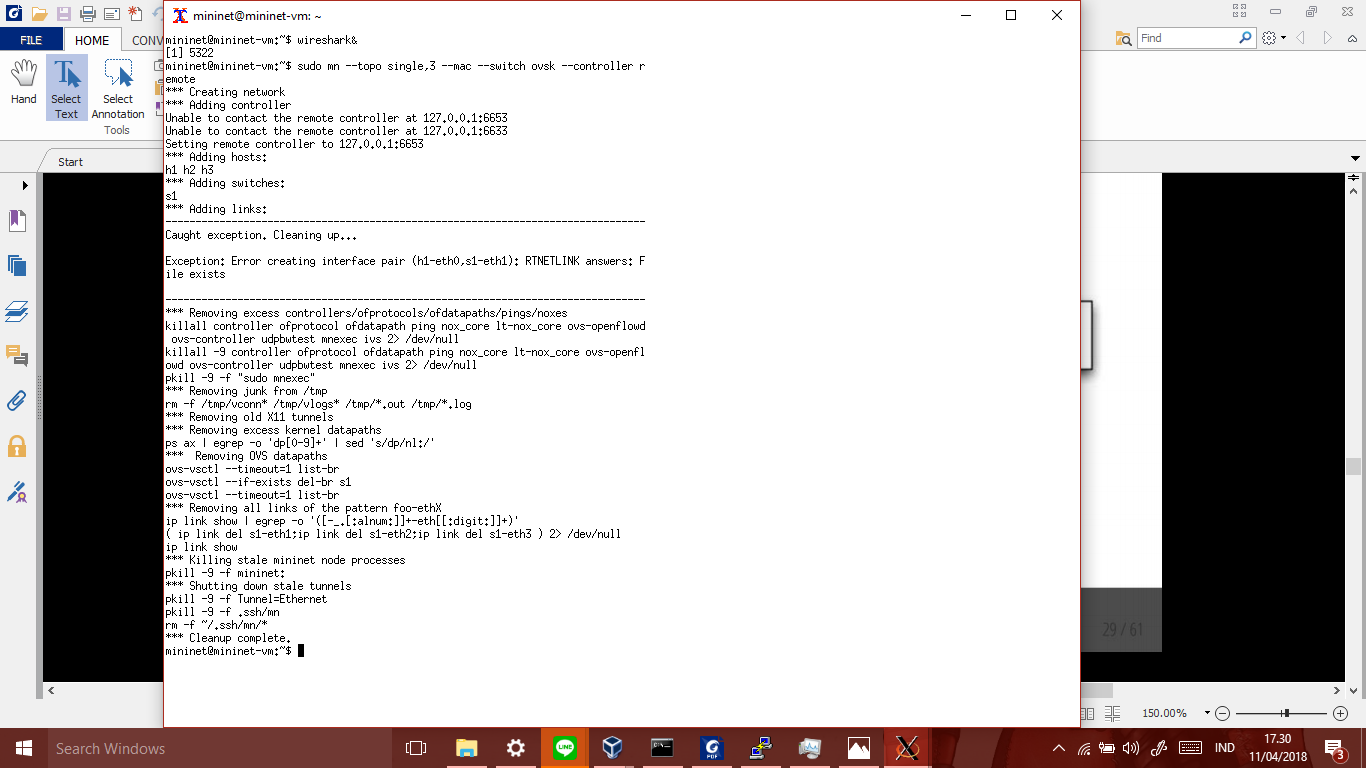 mininet@mininet-vm: ~
FILE
HOME
CONV
Find
Hand
Select
Text
Select
Annotation
Tools
Start
mininet@mininet-vm:~$ wireshark&
[1] 5322
mininet@mininet-vm:~$ sudo mn --topo single,3 --mac --switch ovsk --controller r
emote
*** Creating network
*** Adding controller
Unable to contact the remote controller at 127.0.0.1:6653
Unable to contact the remote controller at 127.0.0.1:6633
Setting remote controller to 127.0.0.1:6653
*** Adding hosts:
h1 h2 h3
*** Adding switches:
s1
*** Adding links:
--------------------------------------------------------------------------------
Caught exception. Cleaning up...
Exception: Error creating interface pair (h1-eth0,s1-eth1): RTNETLINK answers: F
ile exists
--------------------------------------------------------------------------------
*** Removing excess controllers/ofprotocols/ofdatapaths/pings/noxes
killall controller ofprotocol ofdatapath ping nox_core lt-nox_core ovs-openflowd
 ovs-controller udpbwtest mnexec ivs 2> /dev/null
killall -9 controller ofprotocol ofdatapath ping nox_core lt-nox_core ovs-openfl
owd ovs-controller udpbwtest mnexec ivs 2> /dev/null
pkill -9 -f "sudo mnexec"
*** Removing junk from /tmp
rm -f /tmp/vconn* /tmp/vlogs* /tmp/*.out /tmp/*.log
*** Removing old X11 tunnels
*** Removing excess kernel datapaths
ps ax | egrep -o 'dp[0-9]+' | sed 's/dp/nl:/'
***  Removing OVS datapaths
ovs-vsctl --timeout=1 list-br
ovs-vsctl --if-exists del-br s1
ovs-vsctl --timeout=1 list-br
*** Removing all links of the pattern foo-ethX
ip link show | egrep -o '([-_.[:alnum:]]+-eth[[:digit:]]+)'
( ip link del s1-eth1;ip link del s1-eth2;ip link del s1-eth3 ) 2> /dev/null
ip link show
*** Killing stale mininet node processes
pkill -9 -f mininet:
*** Shutting down stale tunnels
pkill -9 -f Tunnel=Ethernet
pkill -9 -f .ssh/mn
rm -f ~/.ssh/mn/*
*** Cleanup complete.
mininet@mininet-vm:~$
29 / 61
150.00%
Search Windows
LINE
PDF
IND
17.30
11/04/2018
3